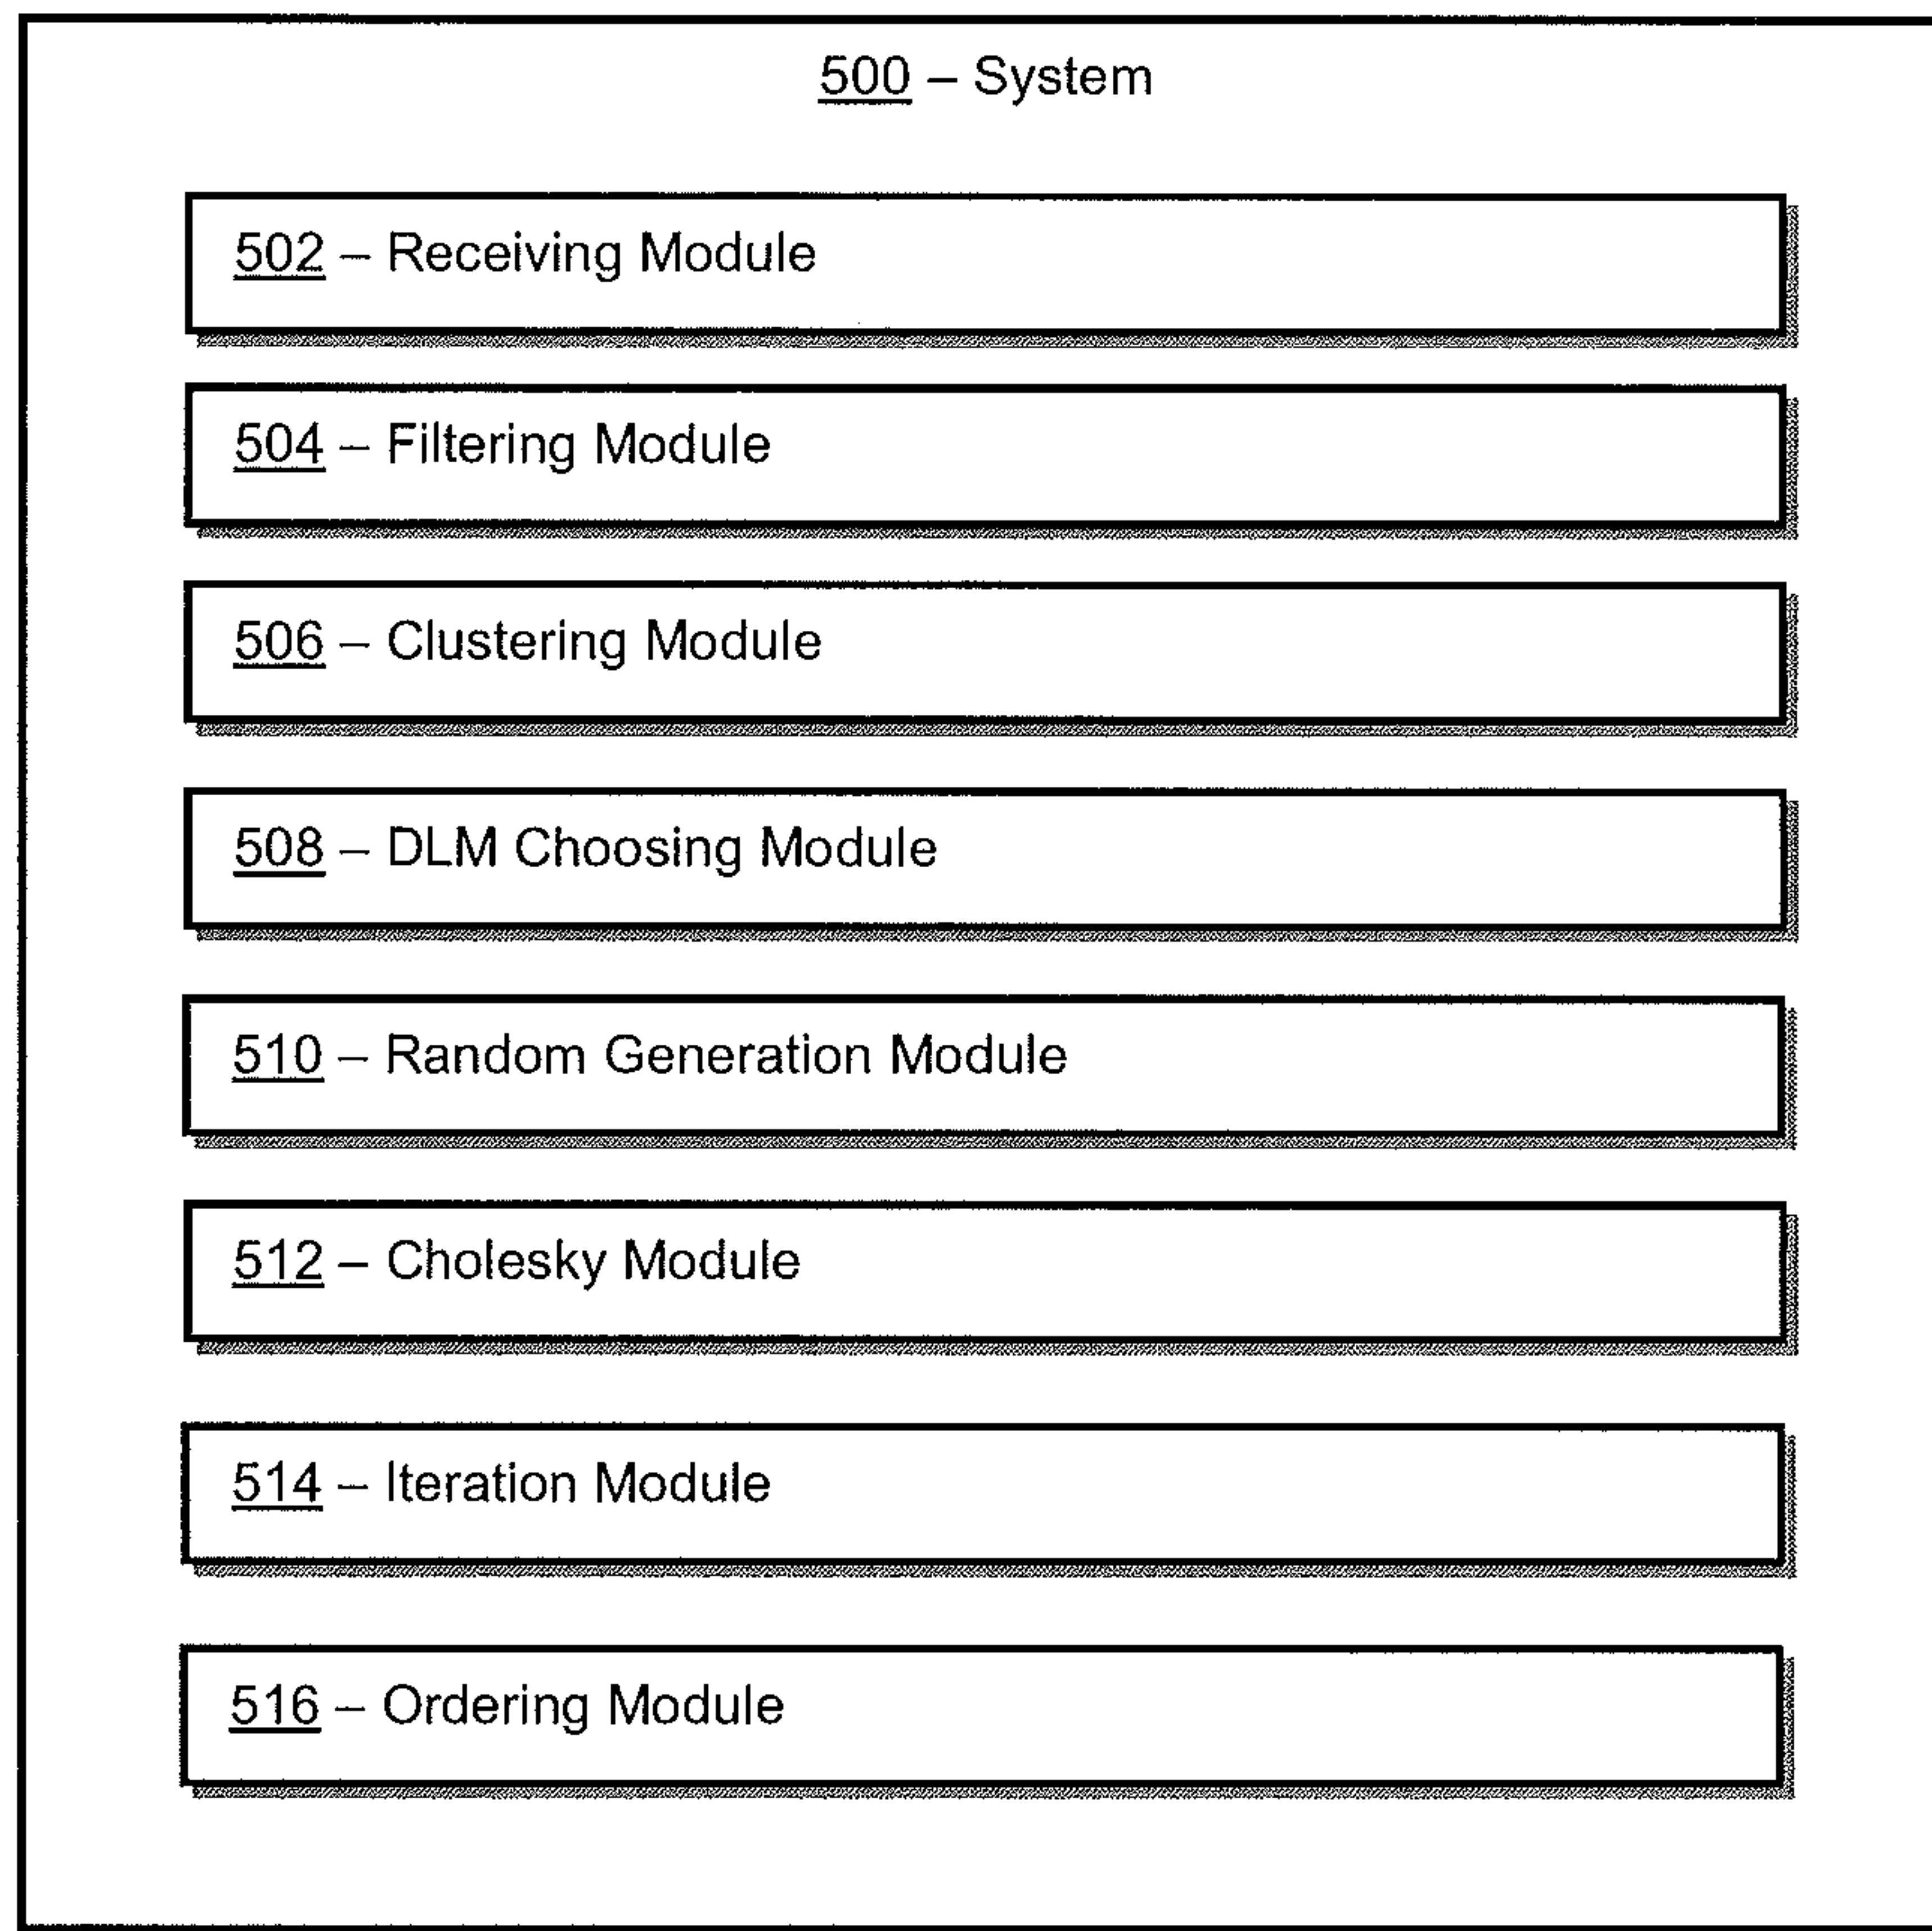 500 – System
502 – Receiving Module
504 – Filtering Module
506 – Clustering Module
508 – DLM Choosing Module
510 – Random Generation Module
512 – Cholesky Module
514 – Iteration Module
516 – Ordering Module